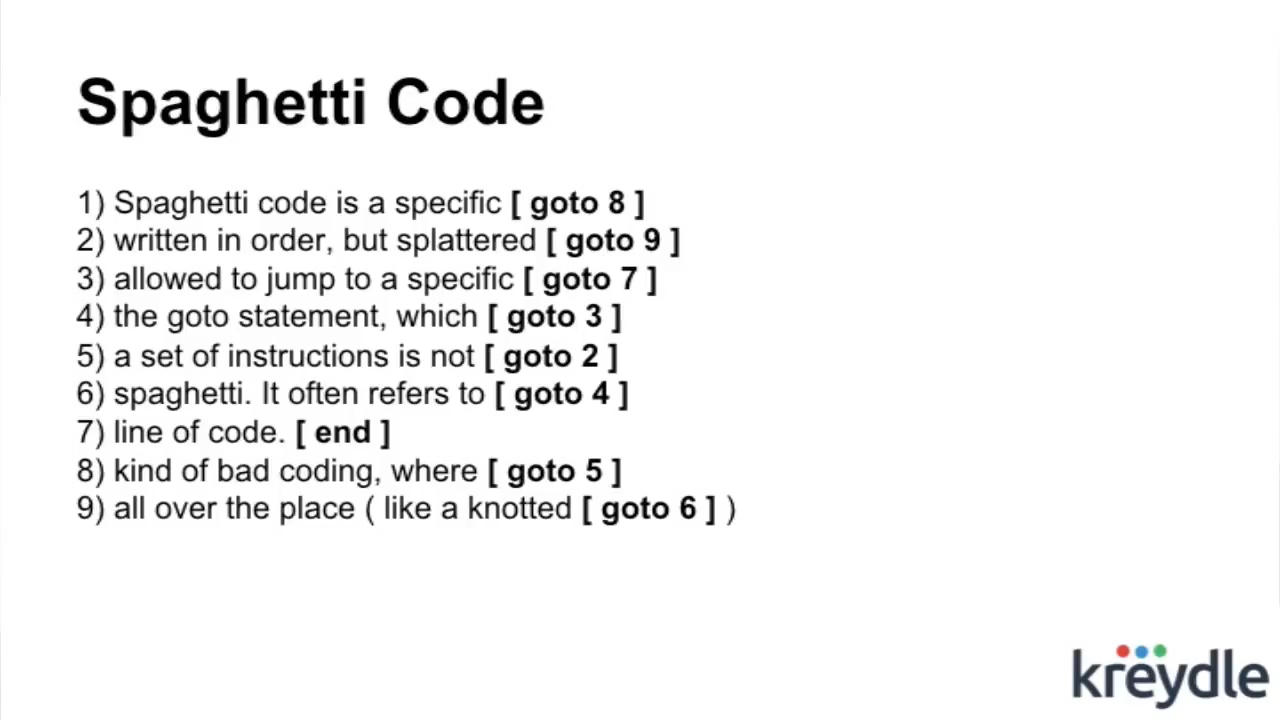 Spaghetti Code
1) Spaghetti code is a specific [ goto 8 ]
2) written in order, but splattered [ goto 9 ]
3) allowed to jump to a specific [ goto 7 ]
4) the goto statement, which [ goto 3 ]
5) a set of instructions is not [ goto 2 ]
6) spaghetti. It often refers to [ goto 4 ]
7) line of code. [ end ]
8) kind of bad coding, where [ goto 5 ]
9) all over the place ( like a knotted [ goto 6 ] )
kreydle